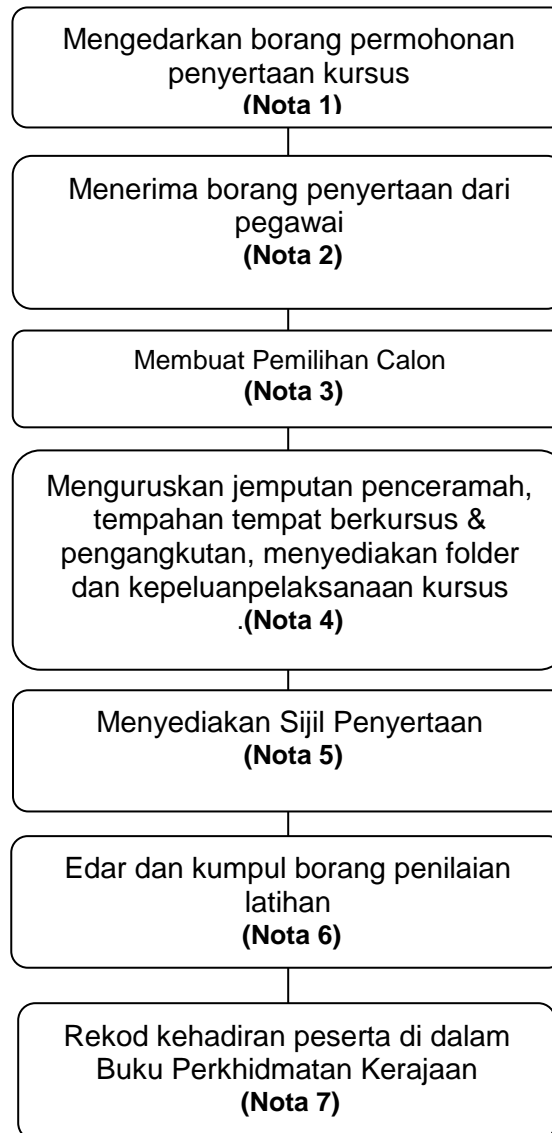 Mengedarkan borang permohonan
penyertaan kursus
(Nota 1)
Menerima borang penyertaan dari
pegawai
(Nota 2)
Membuat Pemilihan Calon
(Nota 3)
Menguruskan jemputan penceramah,
tempahan tempat berkursus &
pengangkutan, menyediakan folder
dan kepeluanpelaksanaan kursus
.(Nota 4)
Menyediakan Sijil Penyertaan
(Nota 5)
Edar dan kumpul borang penilaian
latihan
(Nota 6)
Rekod kehadiran peserta di dalam
Buku Perkhidmatan Kerajaan
(Nota 7)